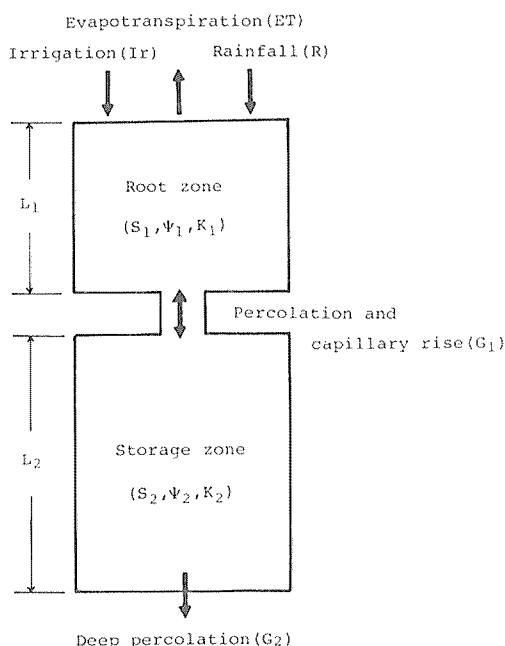 Evapotranspiration(ET)
Irrigation(Ir) Rainfall(R)
L₁
Root zone
(S₁,Ψ₁,K₁)
Percolation and
capillary rise(G₁)
L₂
Storage zone
(S₂,Ψ₂,K₂)
Deep percolation(G₂)